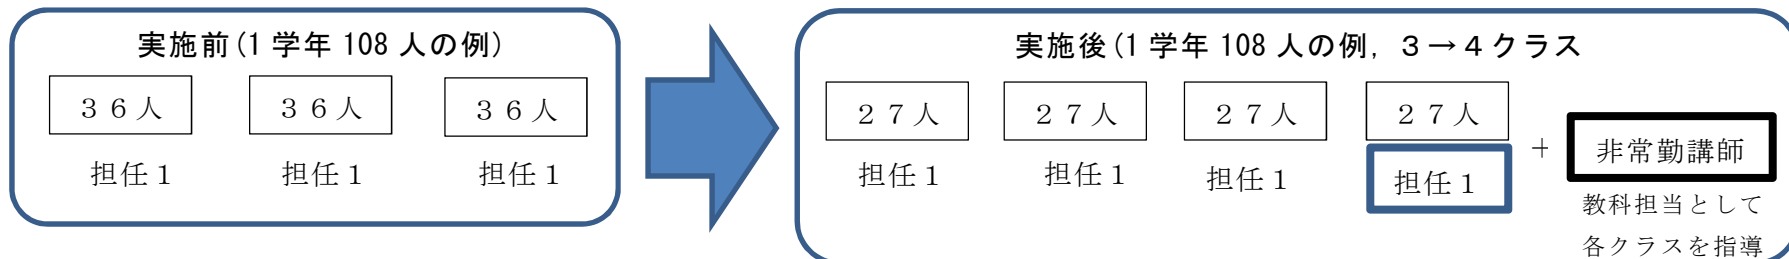 実施前(1学年108人の例)
３６人 ３６人 ３６人
担任１ 担任１ 担任１
実施後(1学年108人の例，３→４クラス
２７人 ２７人 ２７人 ２７人
担任１ 担任１ 担任１ 担任１
+ 非常勤講師
教科担当として
各クラスを指導